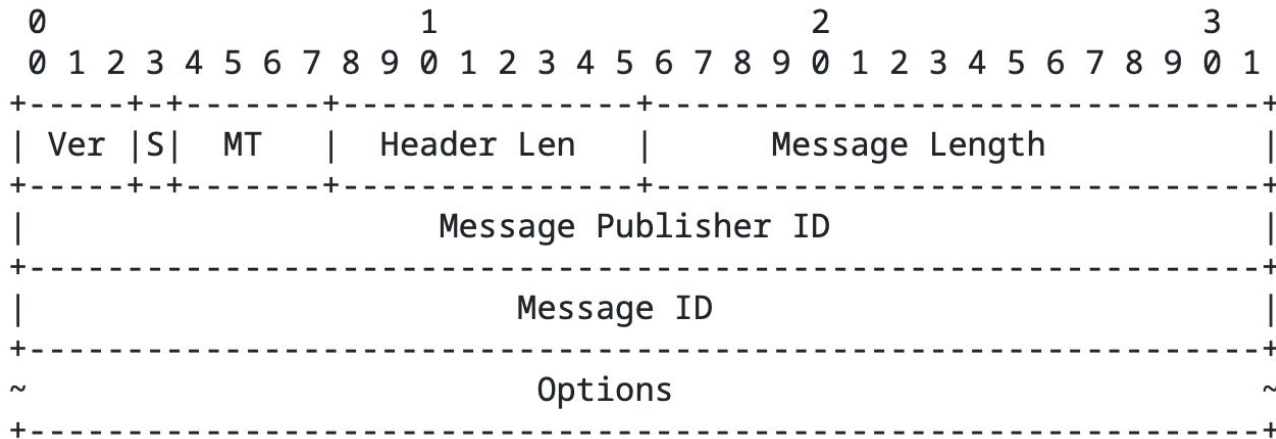 0                   1                   2                   3
 0 1 2 3 4 5 6 7 8 9 0 1 2 3 4 5 6 7 8 9 0 1 2 3 4 5 6 7 8 9 0 1
+-----+-+-------+---------------+-------------------------------+
| Ver |S|  MT   |  Header Len   |      Message Length           |
+-----+-+-------+---------------+-------------------------------+
|                     Message Publisher ID                      |
+---------------------------------------------------------------+
|                         Message ID                            |
+---------------------------------------------------------------+
~                          Options                              ~
+---------------------------------------------------------------+